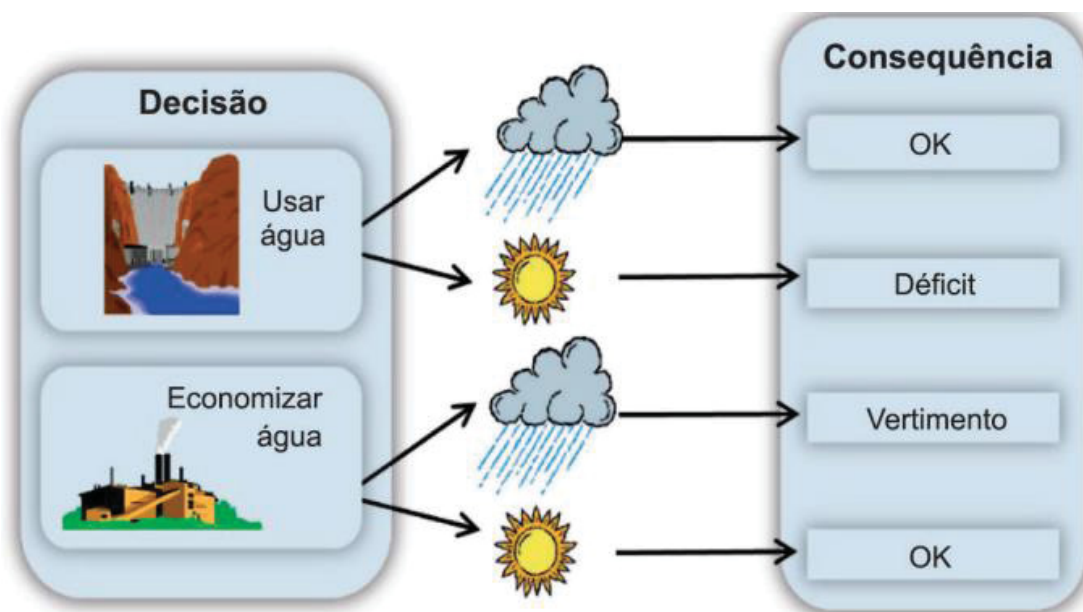 Decisão
Usar
água
Economizar
água
Consequência
OK
Déficit
Vertimento
OK